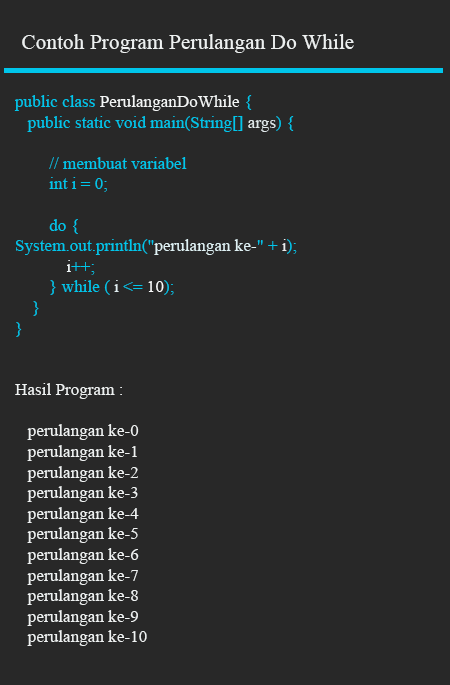 Contoh Program Perulangan Do While
public class PerulanganDoWhile {
public static void main(String[] args) {
// membuat variabel
int i = 0;
do {
System.out.println("perulangan ke-" + i);
i++;
} while ( i <= 10);
}
}
Hasil Program :
perulangan ke-0
perulangan ke-1
perulangan ke-2
perulangan ke-3
perulangan ke-4
perulangan ke-5
perulangan ke-6
perulangan ke-7
perulangan ke-8
perulangan ke-9
perulangan ke-10